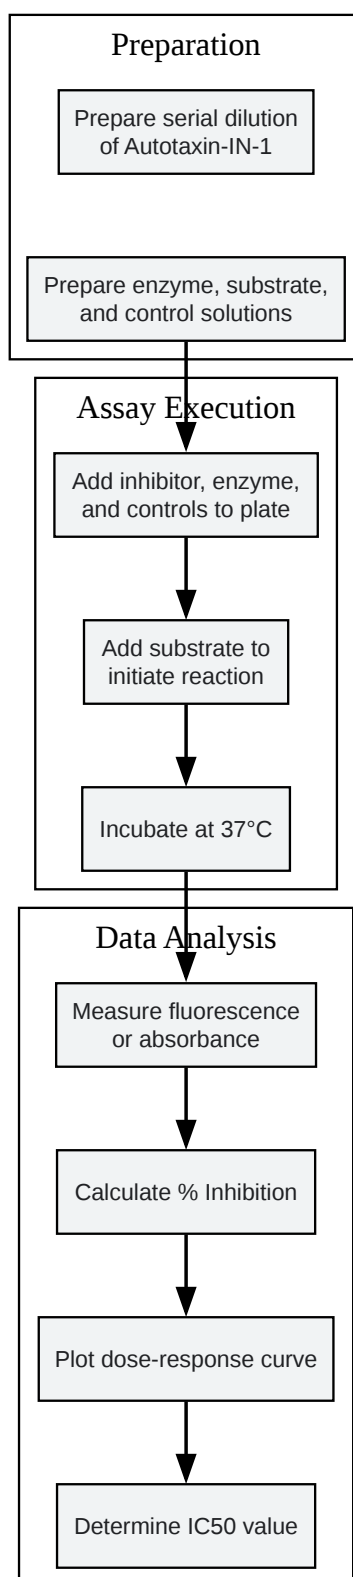 Preparation
Prepare serial dilution
of Autotaxin-IN-1
Prepare enzyme, substrate,
and control solutions
Assay Execution
Add inhibitor, enzyme,
and controls to plate
Add substrate to
initiate reaction
Incubate at 37°C
Data Analysis
Measure fluorescence
or absorbance
Calculate % Inhibition
Plot dose-response curve
Determine IC50 value